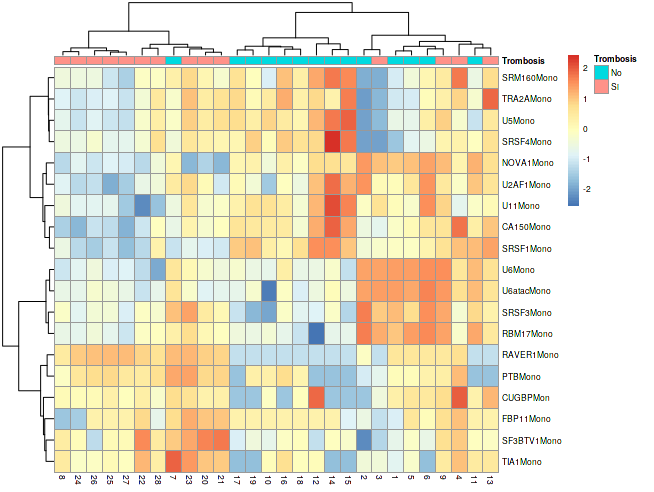 Trombosis
SRM160Mono
TRA2AMono
U5Mono
SRSF4Mono
NOVA1Mono
U2AF1Mono
U11Mono
CA150Mono
SRSF1Mono
U6Mono
U6atacMono
SRSF3Mono
RBM17Mono
RAVER1Mono
PTBMono
CUGBPMon
FBP11Mono
SF3BTV1Mono
TIA1Mono
8 24 26 25 27 22 28 7 23 20 21 17 19 10 16 18 12 14 15 2 3 1 5 6 9 4 11 13
2
1
0
-1
-2
Trombosis
No
SI